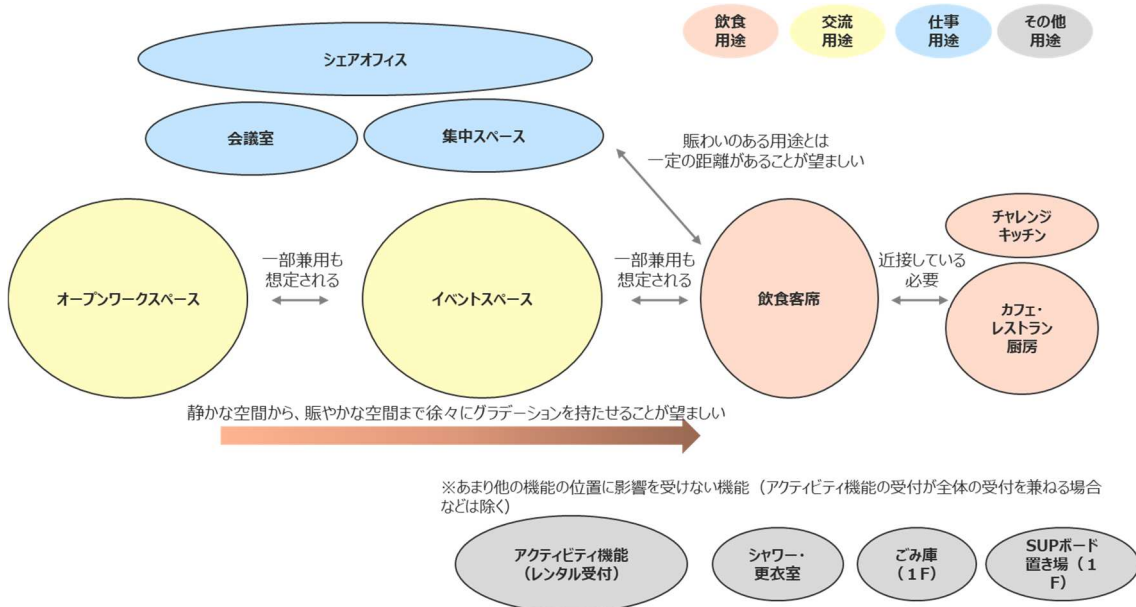 飲食
用途
交流
用途
仕事
用途
その他
用途
シェアオフィス
会議室
集中スペース
賑わいのある用途とは
一定の距離があることが望ましい
オープンワークスペース
一部兼用も
想定される
イベントスペース
一部兼用も
想定される
飲食客席
近接している
必要
チャレンジ
キッチン
カフェ・
レストラン
厨房
静かな空間から、賑やかな空間まで徐々にグラデーションを持たせることが望ましい
※あまり他の機能の位置に影響を受けない機能（アクティビティ機能の受付が全体の受付を兼ねる場合
などは除く）
アクティビティ機能
（レンタル受付）
シャワー・
更衣室
ごみ庫
（１F）
SUPボード
置き場（１
F）